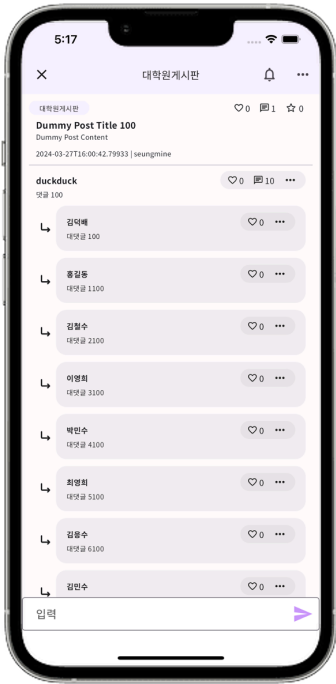 5:17
대학원게시판
대학원게시판
0 1 0
Dummy Post Title 100
Dummy Post Content
2024-03-27T16:00:42.79933 | seungmine
duckduck
0 10
댓글 100
김덕배
0
대댓글 100
홍길동
0
대댓글 1100
김철수
0
대댓글 2100
이영희
0
대댓글 3100
박민수
0
대댓글 4100
최영희
0
대댓글 5100
김응수
0
대댓글 6100
김민수
0
입력